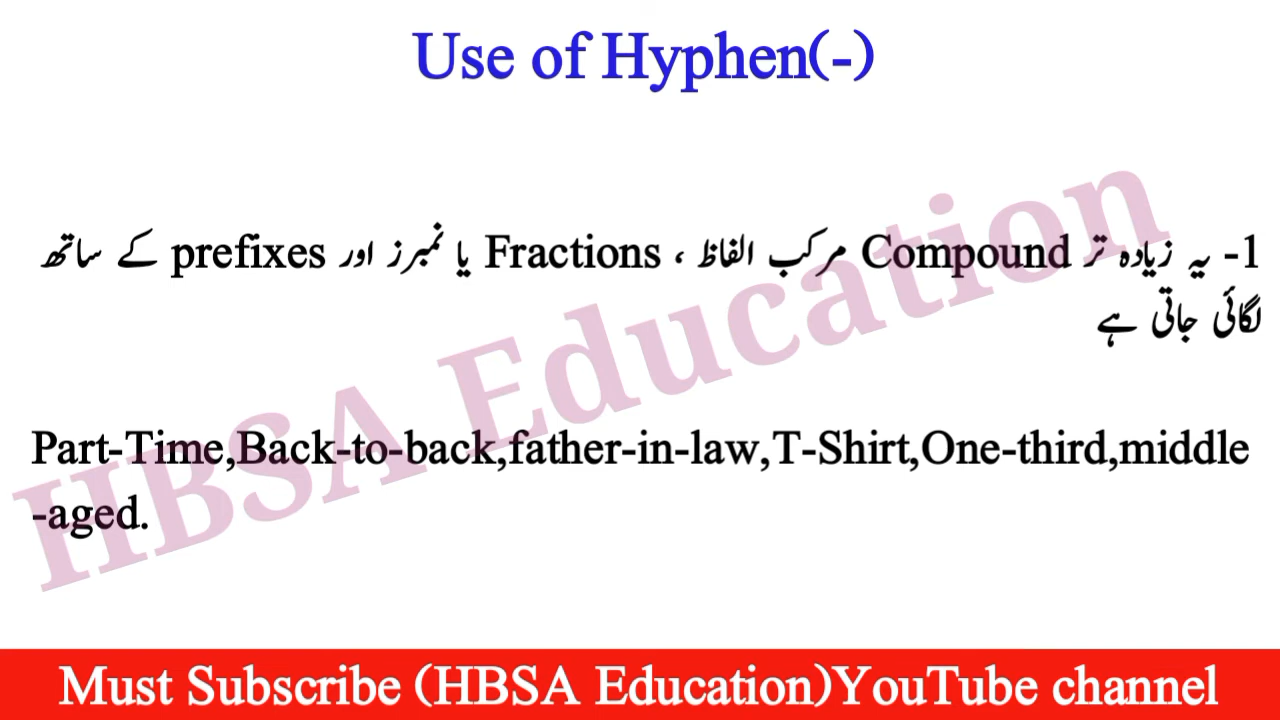 Use of Hyphen(-)
1- یہ زیادہ تر Compound مرکب الفاظ ، Fractions یا نمبرز اور prefixes کے ساتھ
لگائی جاتی ہے
Part-Time,Back-to-back,father-in-law,T-Shirt,One-third,middle
-aged.
HBSA Education
Must Subscribe (HBSA Education)YouTube channel